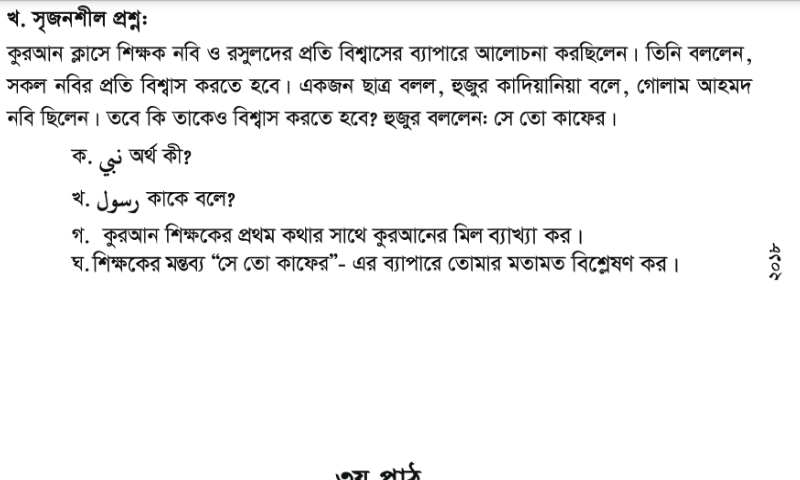 খ. সৃজনশীল প্রশ্ন:
কুরআন ক্লাসে শিক্ষক নবি ও রসুলদের প্রতি বিশ্বাসের ব্যাপারে আলোচনা করছিলেন। তিনি বললেন,
সকল নবির প্রতি বিশ্বাস করতে হবে। একজন ছাত্র বলল, হুজুর কাদিয়ানিয়া বলে, গোলাম আহমদ
নবি ছিলেন। তবে কি তাকেও বিশ্বাস করতে হবে? হুজুর বললেন: সে তো কাফের।
ক. نبي অর্থ কী?
খ. رسول কাকে বলে?
গ. কুরআন শিক্ষকের প্রথম কথার সাথে কুরআনের মিল ব্যাখ্যা কর।
ঘ. শিক্ষকের মন্তব্য “সে তো কাফের”- এর ব্যাপারে তোমার মতামত বিশ্লেষণ কর।
২০১৮
৩য় পাঠ